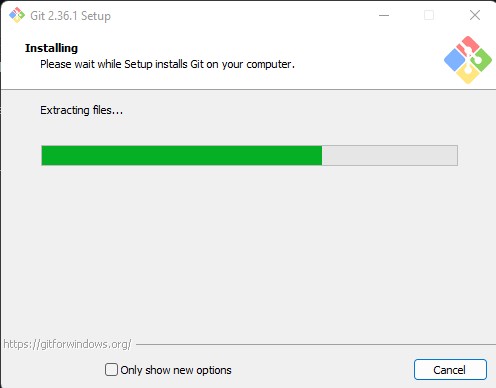 Git 2.36.1 Setup
Installing
Please wait while Setup installs Git on your computer.
Extracting files...
https://gitforwindows.org/
Only show new options
Cancel